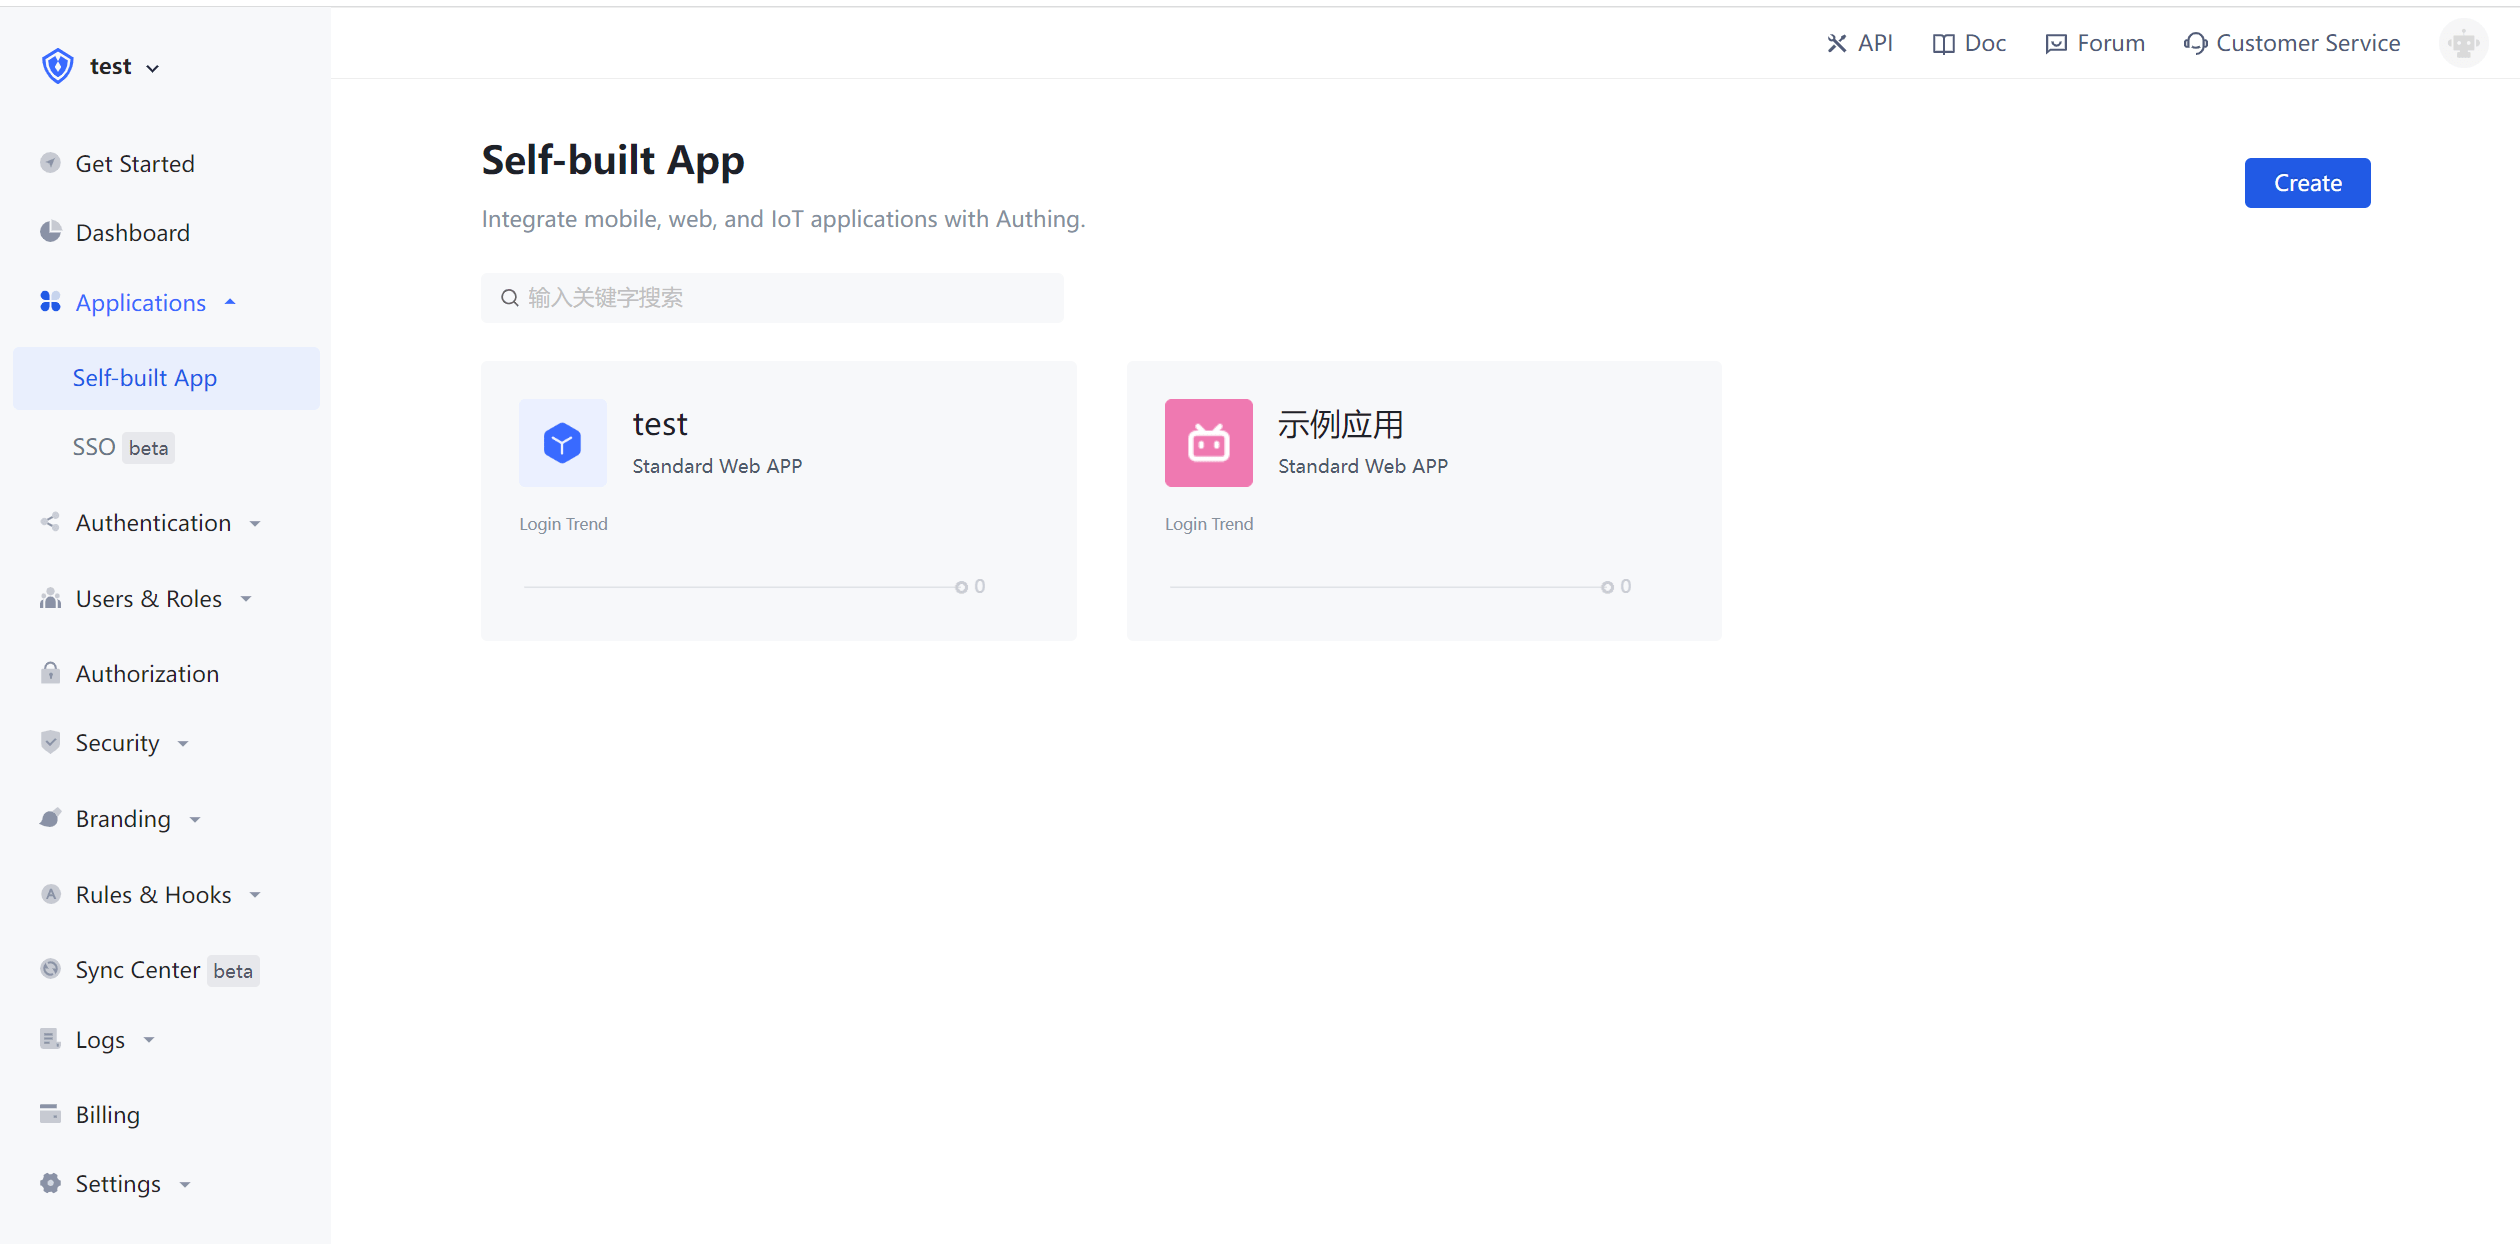 test
API
Doc
Forum
Customer Service
Get Started
Dashboard
Applications
Self-built App
SSO beta
Authentication
Users & Roles
Authorization
Security
Branding
Rules & Hooks
Sync Center beta
Logs
Billing
Settings
Self-built App
Integrate mobile, web, and IoT applications with Authing.
Create
输入关键字搜索
test
Standard Web APP
Login Trend
0
示例应用
Standard Web APP
Login Trend
0